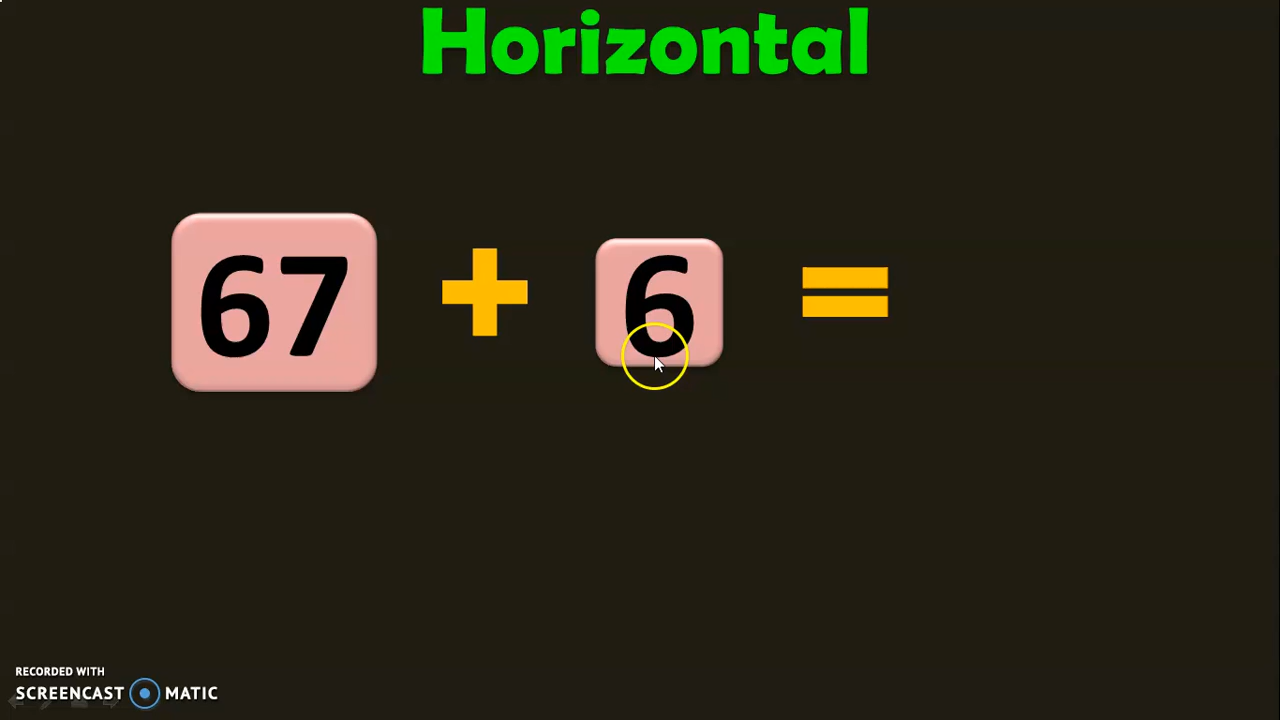 Horizontal
67 + 6 =
RECORDED WITH
SCREENCAST MATIC